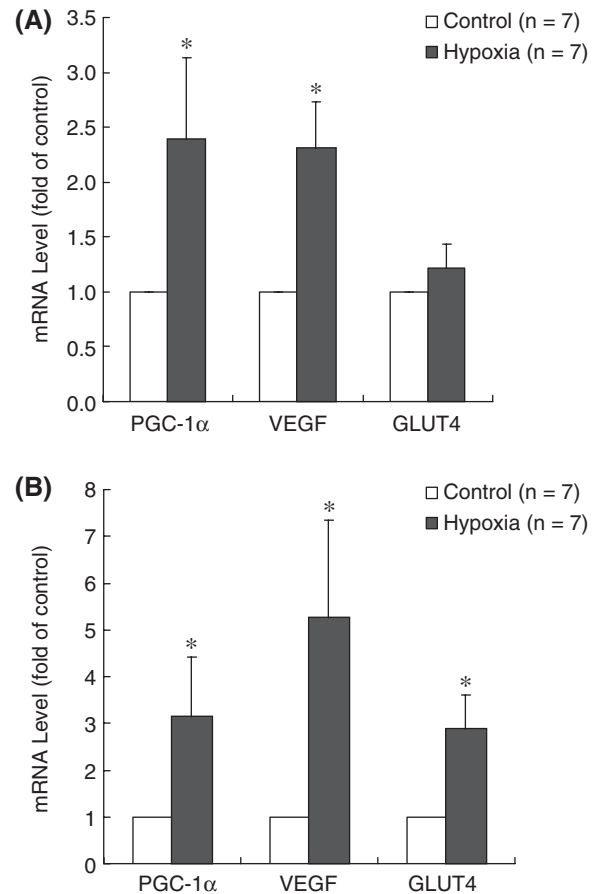 (A)
mRNA Level (fold of control)
3.5
3.0
2.5
2.0
1.5
1.0
0.5
0.0
Control (n = 7)
Hypoxia (n = 7)
*
*
PGC-1α VEGF GLUT4
(B)
mRNA Level (fold of control)
8
7
6
5
4
3
2
1
0
Control (n = 7)
Hypoxia (n = 7)
*
*
*
PGC-1α VEGF GLUT4